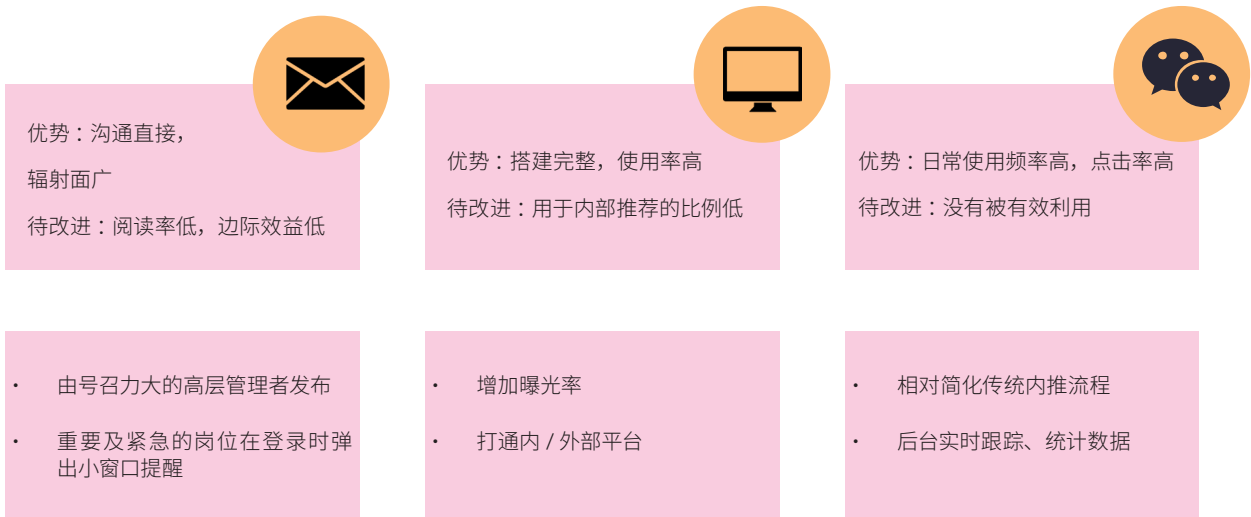 优势：沟通直接，
辐射面广
待改进：阅读率低，边际效益低
优势：搭建完整，使用率高
待改进：用于内部推荐的比例低
优势：日常使用频率高，点击率高
待改进：没有被有效利用
· 由号召力大的高层管理者发布
· 重要及紧急的岗位在登录时弹
出小窗口提醒
· 增加曝光率
· 打通内 / 外部平台
· 相对简化传统内推流程
· 后台实时跟踪、统计数据